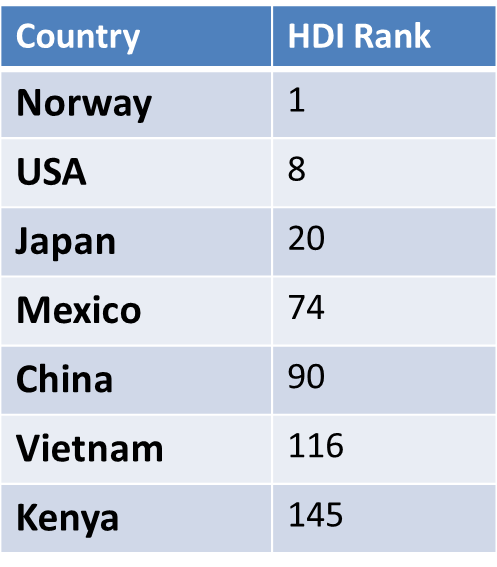 Country HDI Rank
Norway 1
USA 8
Japan 20
Mexico 74
China 90
Vietnam 116
Kenya 145